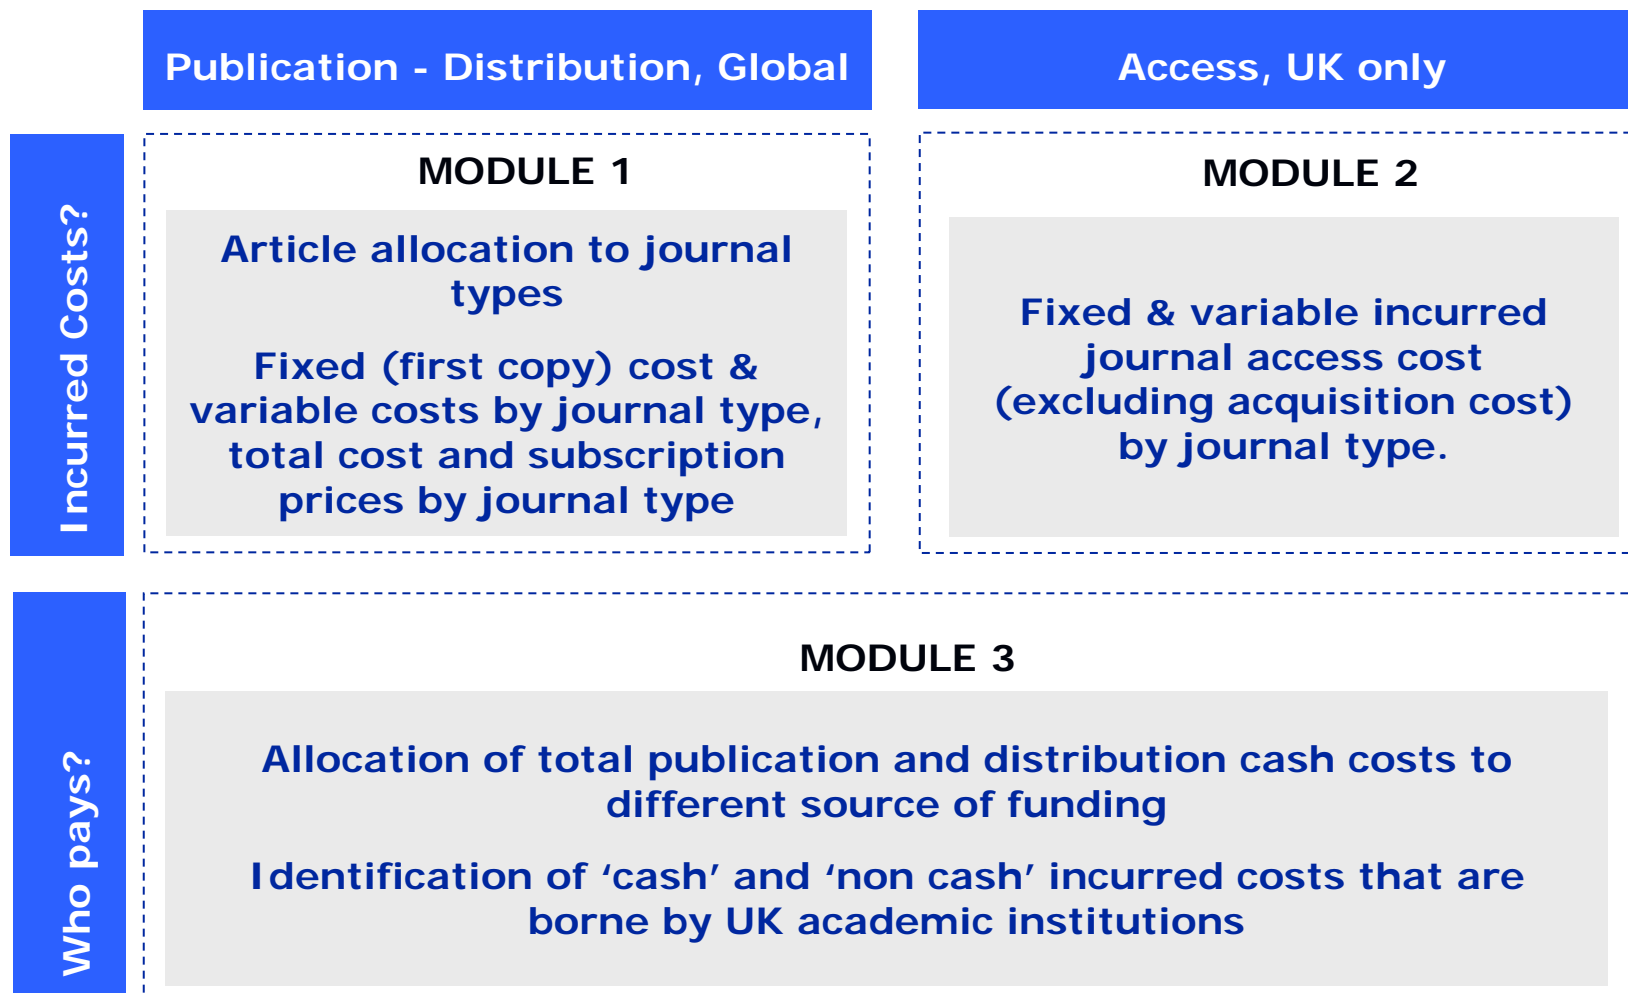 Publication - Distribution, Global
Access, UK only
Incurred Costs?
MODULE 1
Article allocation to journal
types
Fixed (first copy) cost &
variable costs by journal type,
total cost and subscription
prices by journal type
MODULE 2
Fixed & variable incurred
journal access cost
(excluding acquisition cost)
by journal type.
Who pays?
MODULE 3
Allocation of total publication and distribution cash costs to
different source of funding
Identification of ‘cash’ and ‘non cash’ incurred costs that are
borne by UK academic institutions